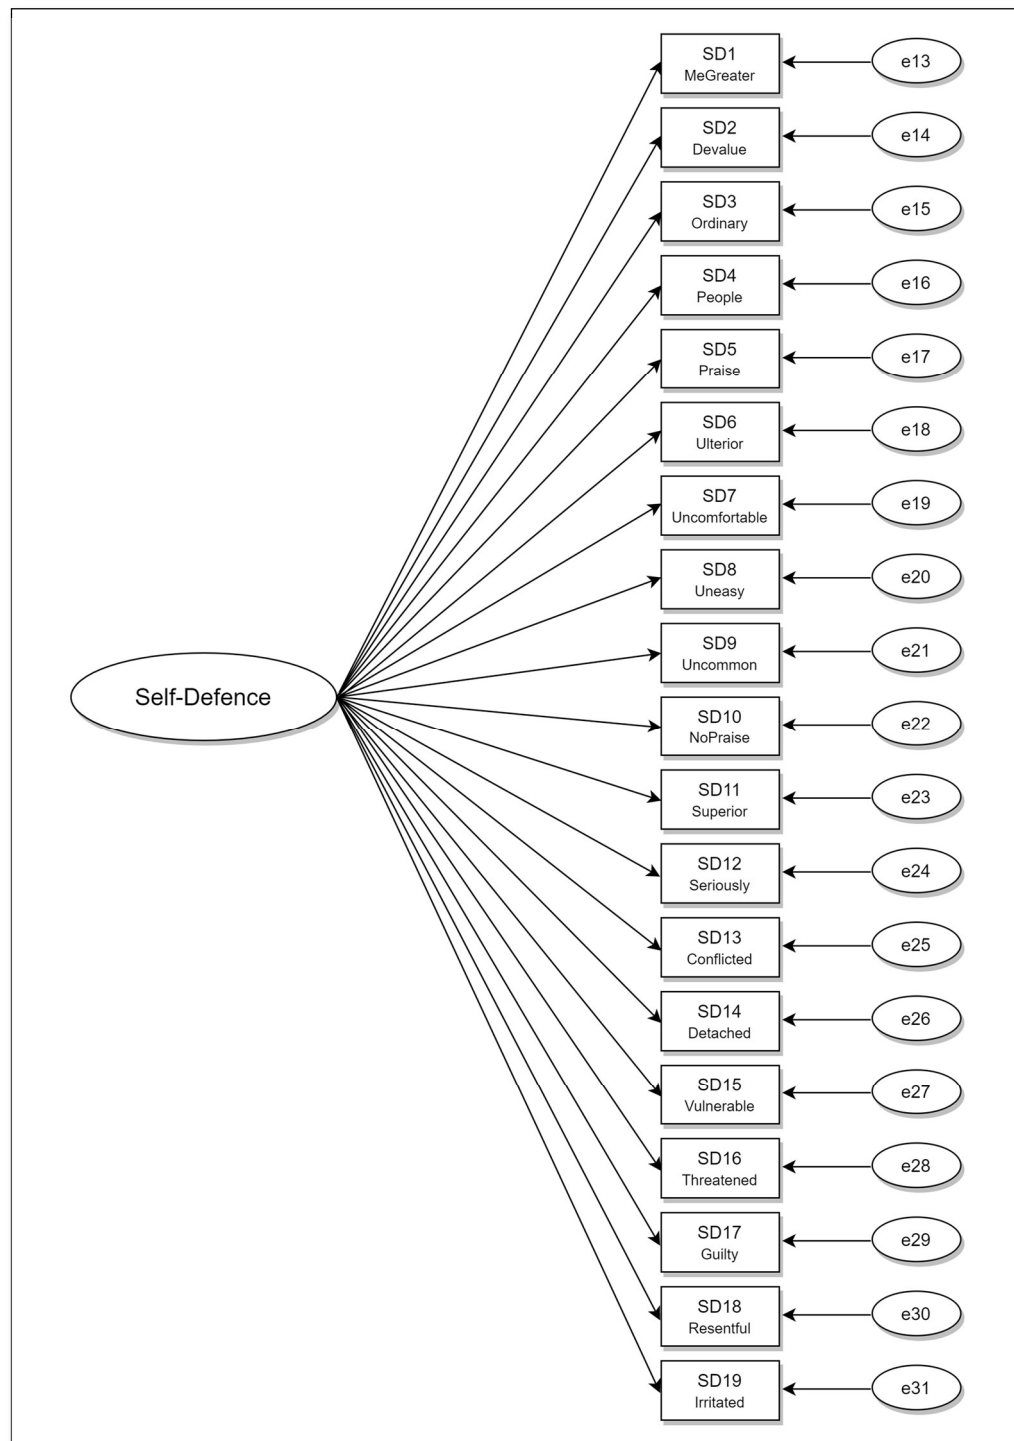 SD1
MeGreater
e13
SD2
Devalue
e14
SD3
Ordinary
e15
SD4
People
e16
SD5
Praise
e17
SD6
Ulterior
e18
SD7
Uncomfortable
e19
SD8
Uneasy
e20
SD9
Uncommon
e21
Self-Defence
SD10
NoPraise
e22
SD11
Superior
e23
SD12
Seriously
e24
SD13
Conflicted
e25
SD14
Detached
e26
SD15
Vulnerable
e27
SD16
Threatened
e28
SD17
Guilty
e29
SD18
Resentful
e30
SD19
Irritated
e31